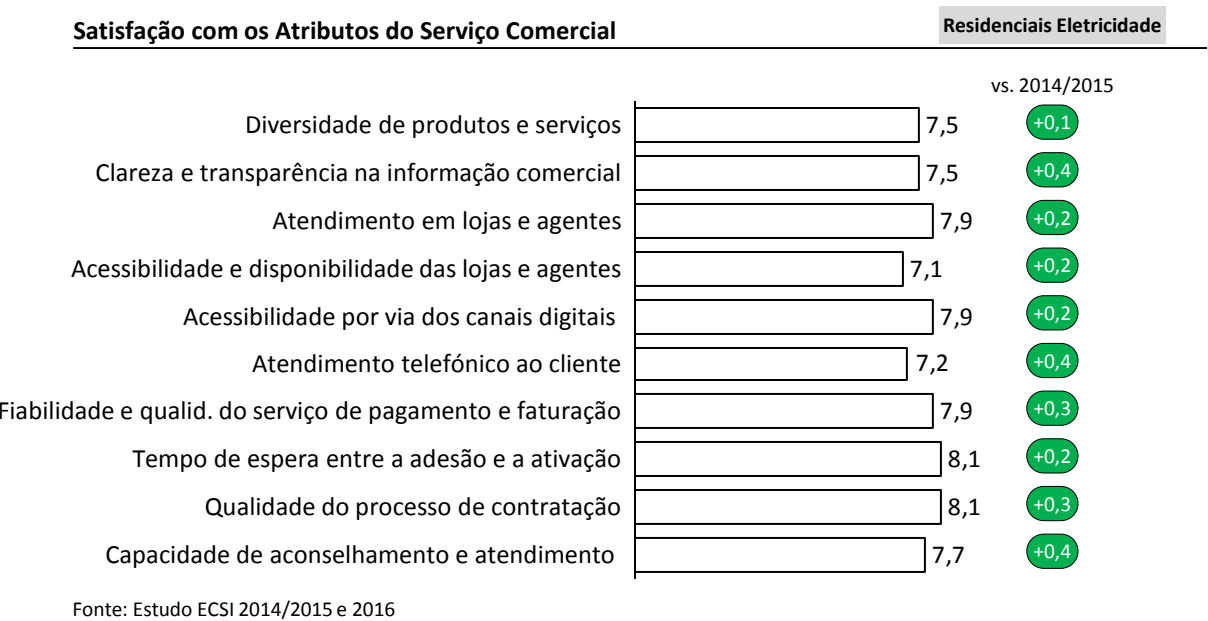 Satisfação com os Atributos do Serviço Comercial
Residenciais Eletricidade
vs. 2014/2015
Diversidade de produtos e serviços 7,5 +0,1
Clareza e transparência na informação comercial 7,5 +0,4
Atendimento em lojas e agentes 7,9 +0,2
Acessibilidade e disponibilidade das lojas e agentes 7,1 +0,2
Acessibilidade por via dos canais digitais 7,9 +0,2
Atendimento telefónico ao cliente 7,2 +0,4
Fiabilidade e qualid. do serviço de pagamento e faturação 7,9 +0,3
Tempo de espera entre a adesão e a ativação 8,1 +0,2
Qualidade do processo de contratação 8,1 +0,3
Capacidade de aconselhamento e atendimento 7,7 +0,4
Fonte: Estudo ECSI 2014/2015 e 2016